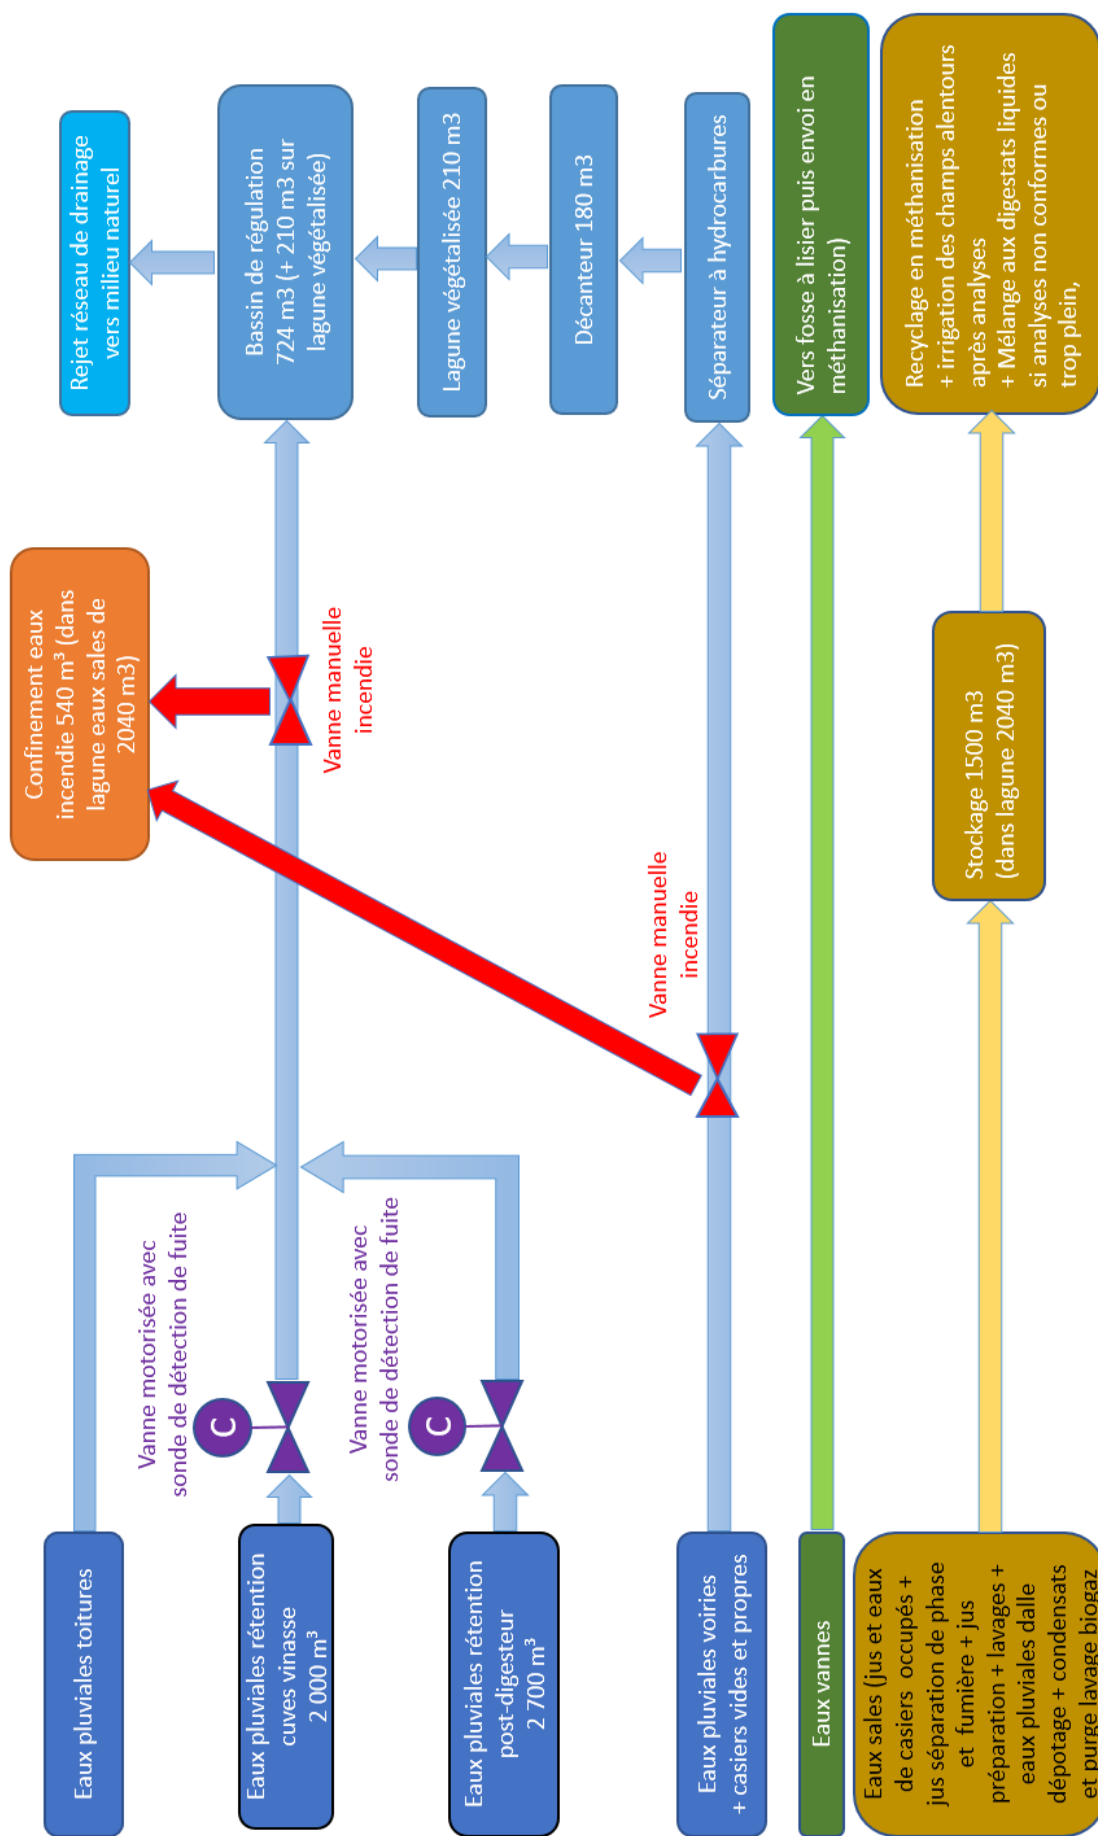 Eaux pluviales toitures
Eaux pluviales rétention
cuves vinasse
2 000 m³
Eaux pluviales rétention
post-digesteur
2 700 m³
Eaux pluviales voiries
+ casiers vides et propres
Eaux vannes
Eaux sales (jus et eaux
de casiers occupés +
jus séparation de phase
et fumière + jus
préparation + lavages +
eaux pluviales dalle
dépotage + condensats
et purge lavage biogaz
Vanne motorisée avec
sonde de détection de fuite
C
Vanne motorisée avec
sonde de détection de fuite
C
Confinement eaux
incendie 540 m³ (dans
lagune eaux sales de
2040 m3)
Vanne manuelle
incendie
Vanne manuelle
incendie
Stockage 1500 m3
(dans lagune 2040 m3)
Rejet réseau de drainage
vers milieu naturel
Bassin de régulation
724 m3 (+ 210 m3 sur
lagune végétalisée)
Lagune végétalisée 210 m3
Décanteur 180 m3
Séparateur à hydrocarbures
Vers fosse à lisier puis envoi en
méthanisation)
Recyclage en méthanisation
+ irrigation des champs alentours
après analyses
+ Mélange aux digestats liquides
si analyses non conformes ou
trop plein,